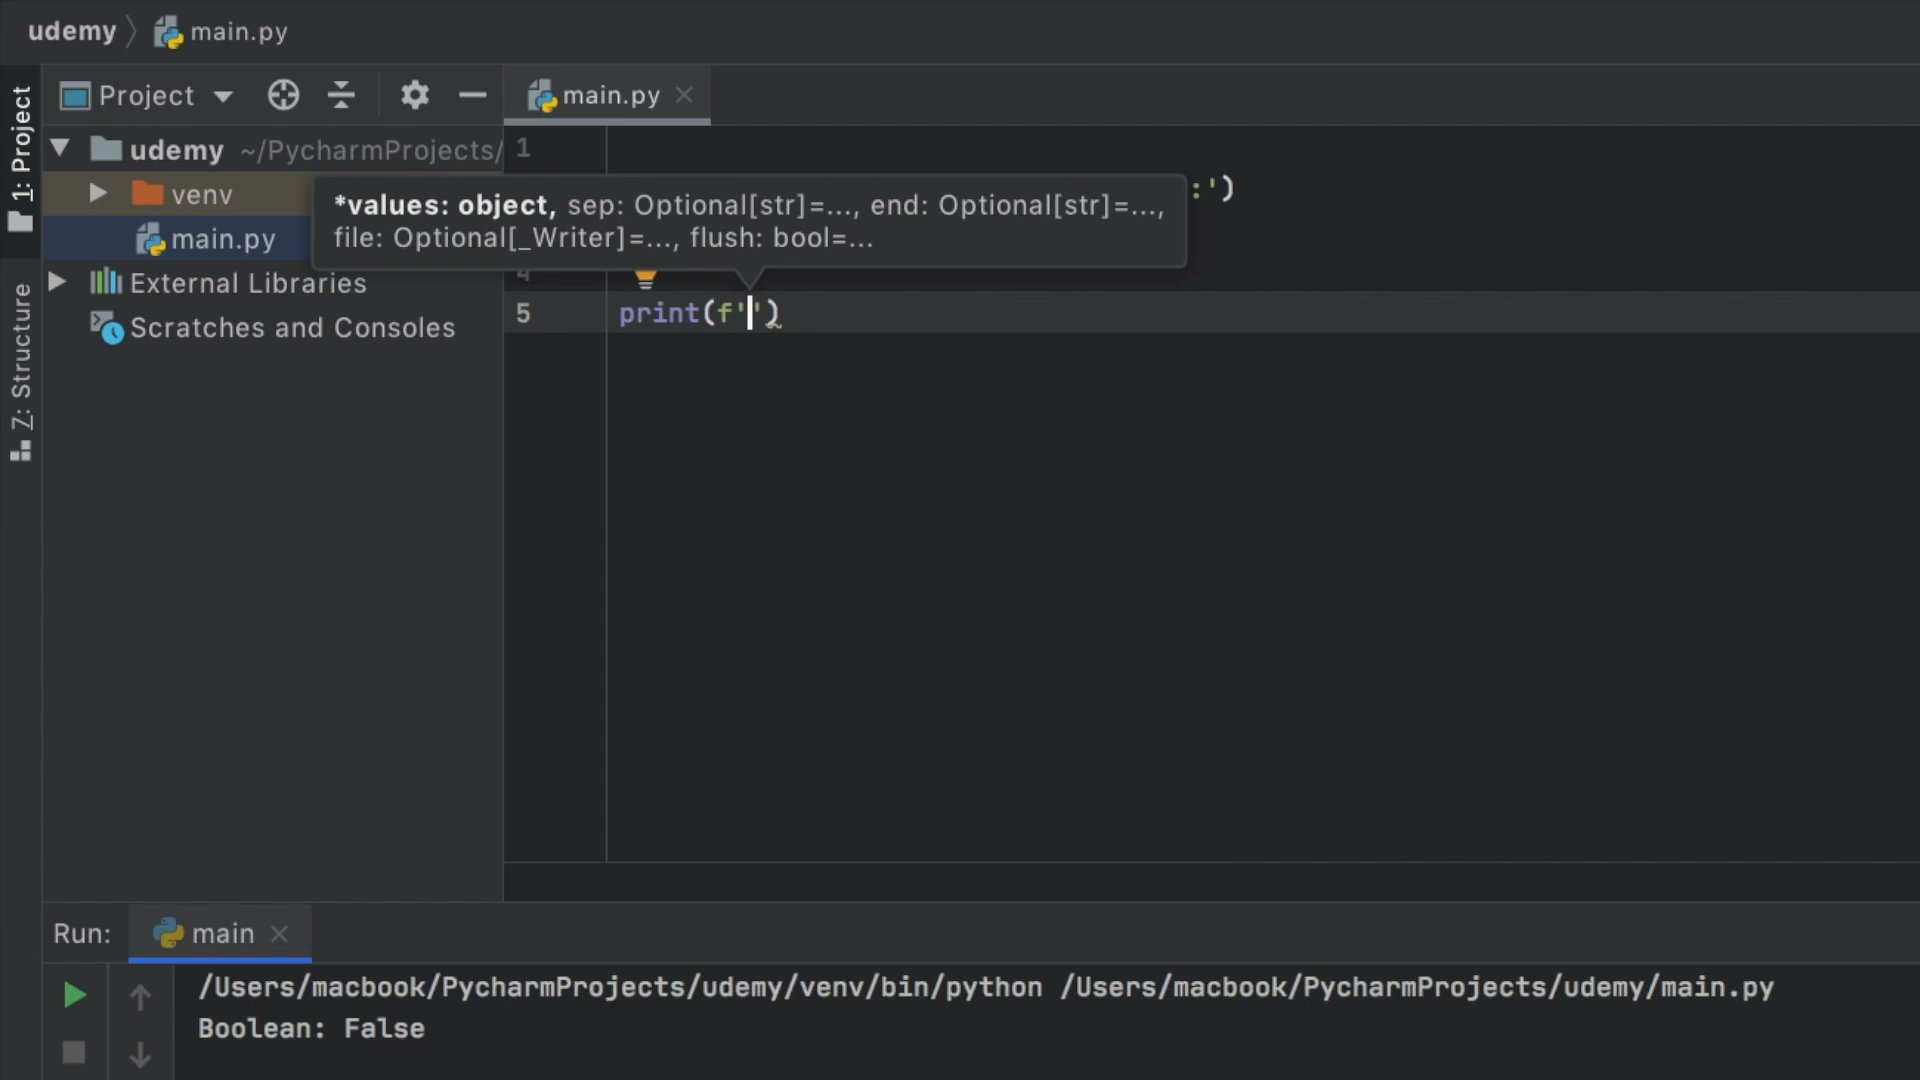 udemy main.py
Project main.py
1: Project
udemy ~/PycharmProjects/
venv
main.py
External Libraries
Scratches and Consoles
Z: Structure
1
:')
*values: object, sep: Optional[str]=..., end: Optional[str]=...,
file: Optional[_Writer]=..., flush: bool=...
4
5 print(f'')
Run: main
/Users/macbook/PycharmProjects/udemy/venv/bin/python /Users/macbook/PycharmProjects/udemy/main.py
Boolean: False